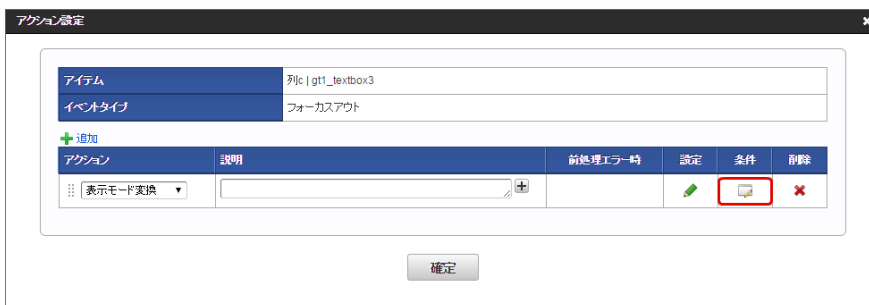 アクション設定
アイテム 列c | gt1_textbox3
イベントタイプ フォーカスアウト
追加
アクション 説明 前処理エラー時 設定 条件 削除
表示モード変換
確定